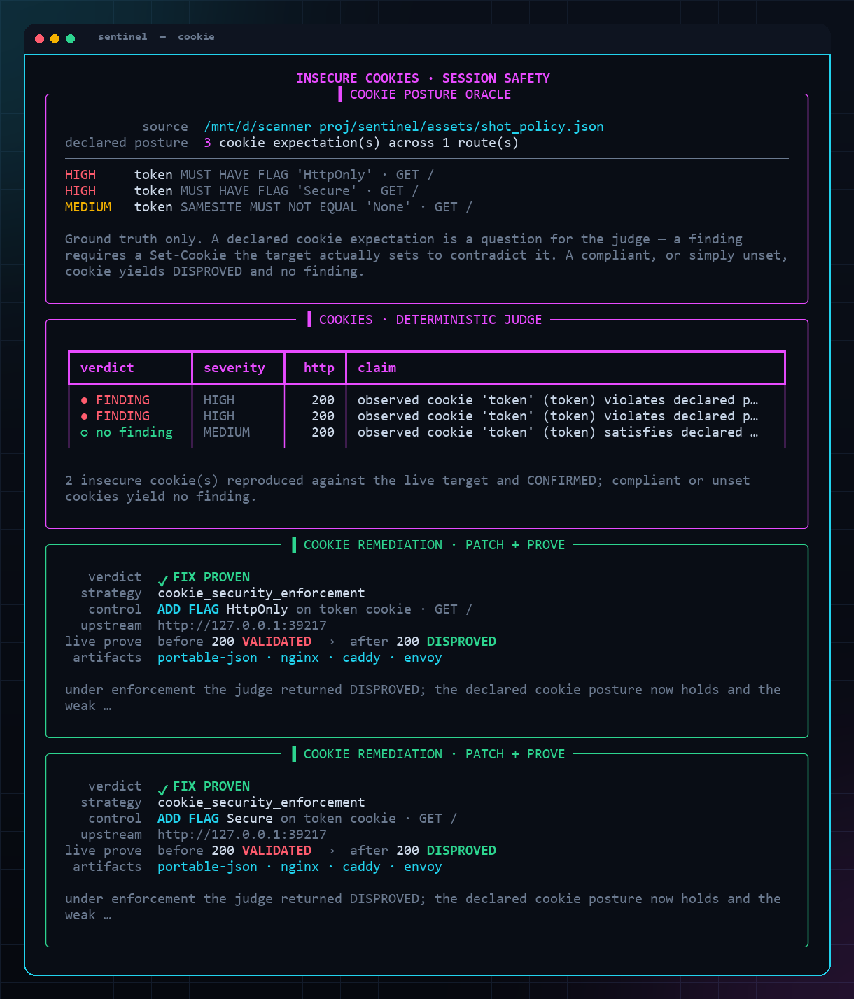 sentinel — cookie
INSECURE COOKIES · SESSION SAFETY
COOKIE POSTURE ORACLE
source /mnt/d/scanner proj/sentinel/assets/shot_policy.json
declared posture 3 cookie expectation(s) across 1 route(s)
HIGH token MUST HAVE FLAG 'HttpOnly' · GET /
HIGH token MUST HAVE FLAG 'Secure' · GET /
MEDIUM token SAMESITE MUST NOT EQUAL 'None' · GET /
Ground truth only. A declared cookie expectation is a question for the judge — a finding
requires a Set-Cookie the target actually sets to contradict it. A compliant, or simply unset,
cookie yields DISPROVED and no finding.
COOKIES · DETERMINISTIC JUDGE
verdict severity http claim
● FINDING HIGH 200 observed cookie 'token' (token) violates declared p…
● FINDING HIGH 200 observed cookie 'token' (token) violates declared p…
○ no finding MEDIUM 200 observed cookie 'token' (token) satisfies declared …
2 insecure cookie(s) reproduced against the live target and CONFIRMED; compliant or unset
cookies yield no finding.
COOKIE REMEDIATION · PATCH + PROVE
verdict ✓ FIX PROVEN
strategy cookie_security_enforcement
control ADD FLAG HttpOnly on token cookie · GET /
upstream http://127.0.0.1:39217
live prove before 200 VALIDATED → after 200 DISPROVED
artifacts portable-json · nginx · caddy · envoy
under enforcement the judge returned DISPROVED; the declared cookie posture now holds and the
weak …
COOKIE REMEDIATION · PATCH + PROVE
verdict ✓ FIX PROVEN
strategy cookie_security_enforcement
control ADD FLAG Secure on token cookie · GET /
upstream http://127.0.0.1:39217
live prove before 200 VALIDATED → after 200 DISPROVED
artifacts portable-json · nginx · caddy · envoy
under enforcement the judge returned DISPROVED; the declared cookie posture now holds and the
weak …